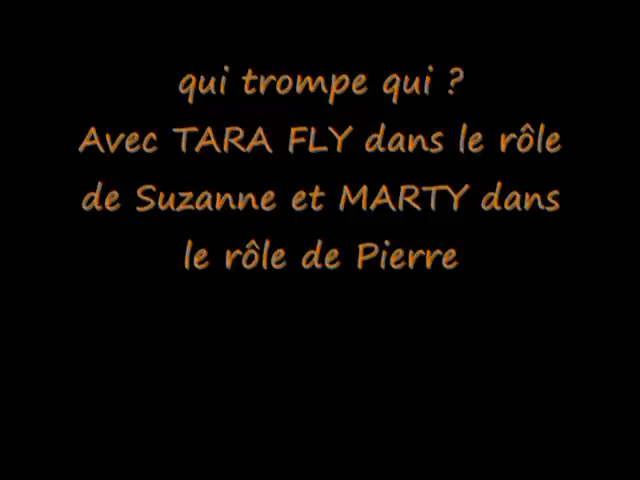 qui trompe qui ?
Avec TARA FLY dans le rôle
de Suzanne et MARTY dans
le rôle de Pierre